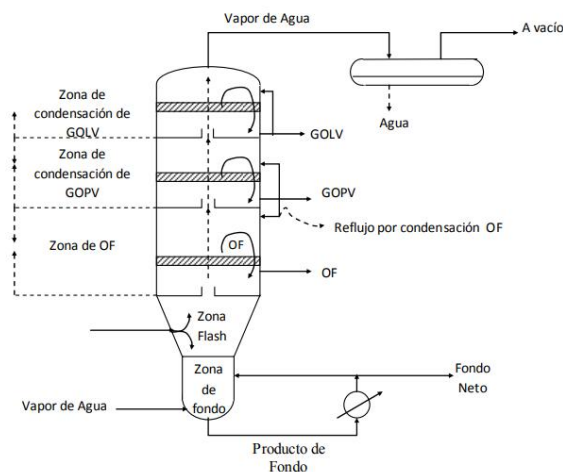 Vapor de Agua
A vacío
Agua
Zona de
condensación de
GOLV
GOLV
Zona de
condensación de
GOPV
GOPV
Reflujo por condensación OF
Zona de OF
OF
OF
Zona
Flash
Zona
de
fondo
Fondo
Neto
Vapor de Agua
Producto de
Fondo